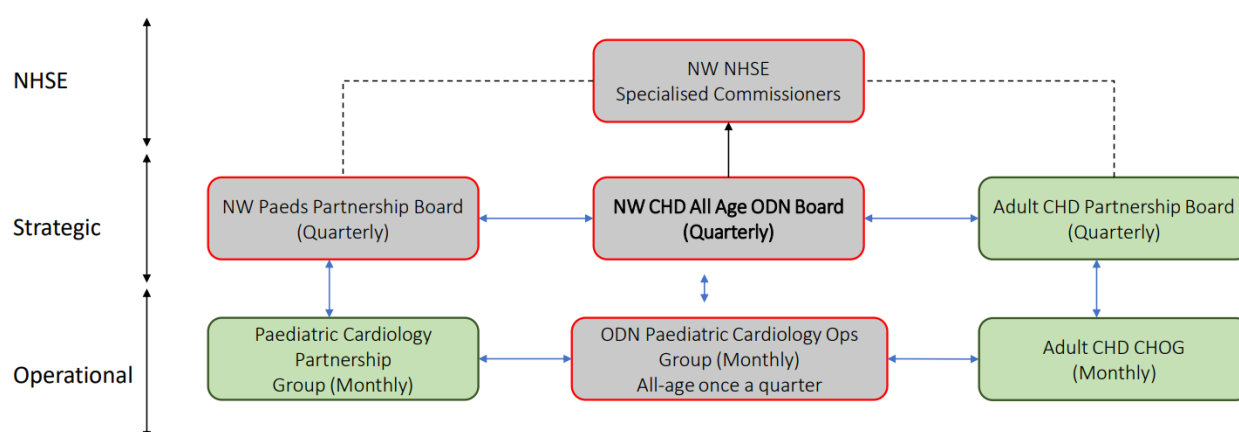 NHSE
NW NHSE
Specialised Commissioners
Strategic
NW Paeds Partnership Board
(Quarterly)
NW CHD All Age ODN Board
(Quarterly)
Adult CHD Partnership Board
(Quarterly)
Operational
Paediatric Cardiology
Partnership
Group (Monthly)
ODN Paediatric Cardiology Ops
Group (Monthly)
All-age once a quarter
Adult CHD CHOG
(Monthly)